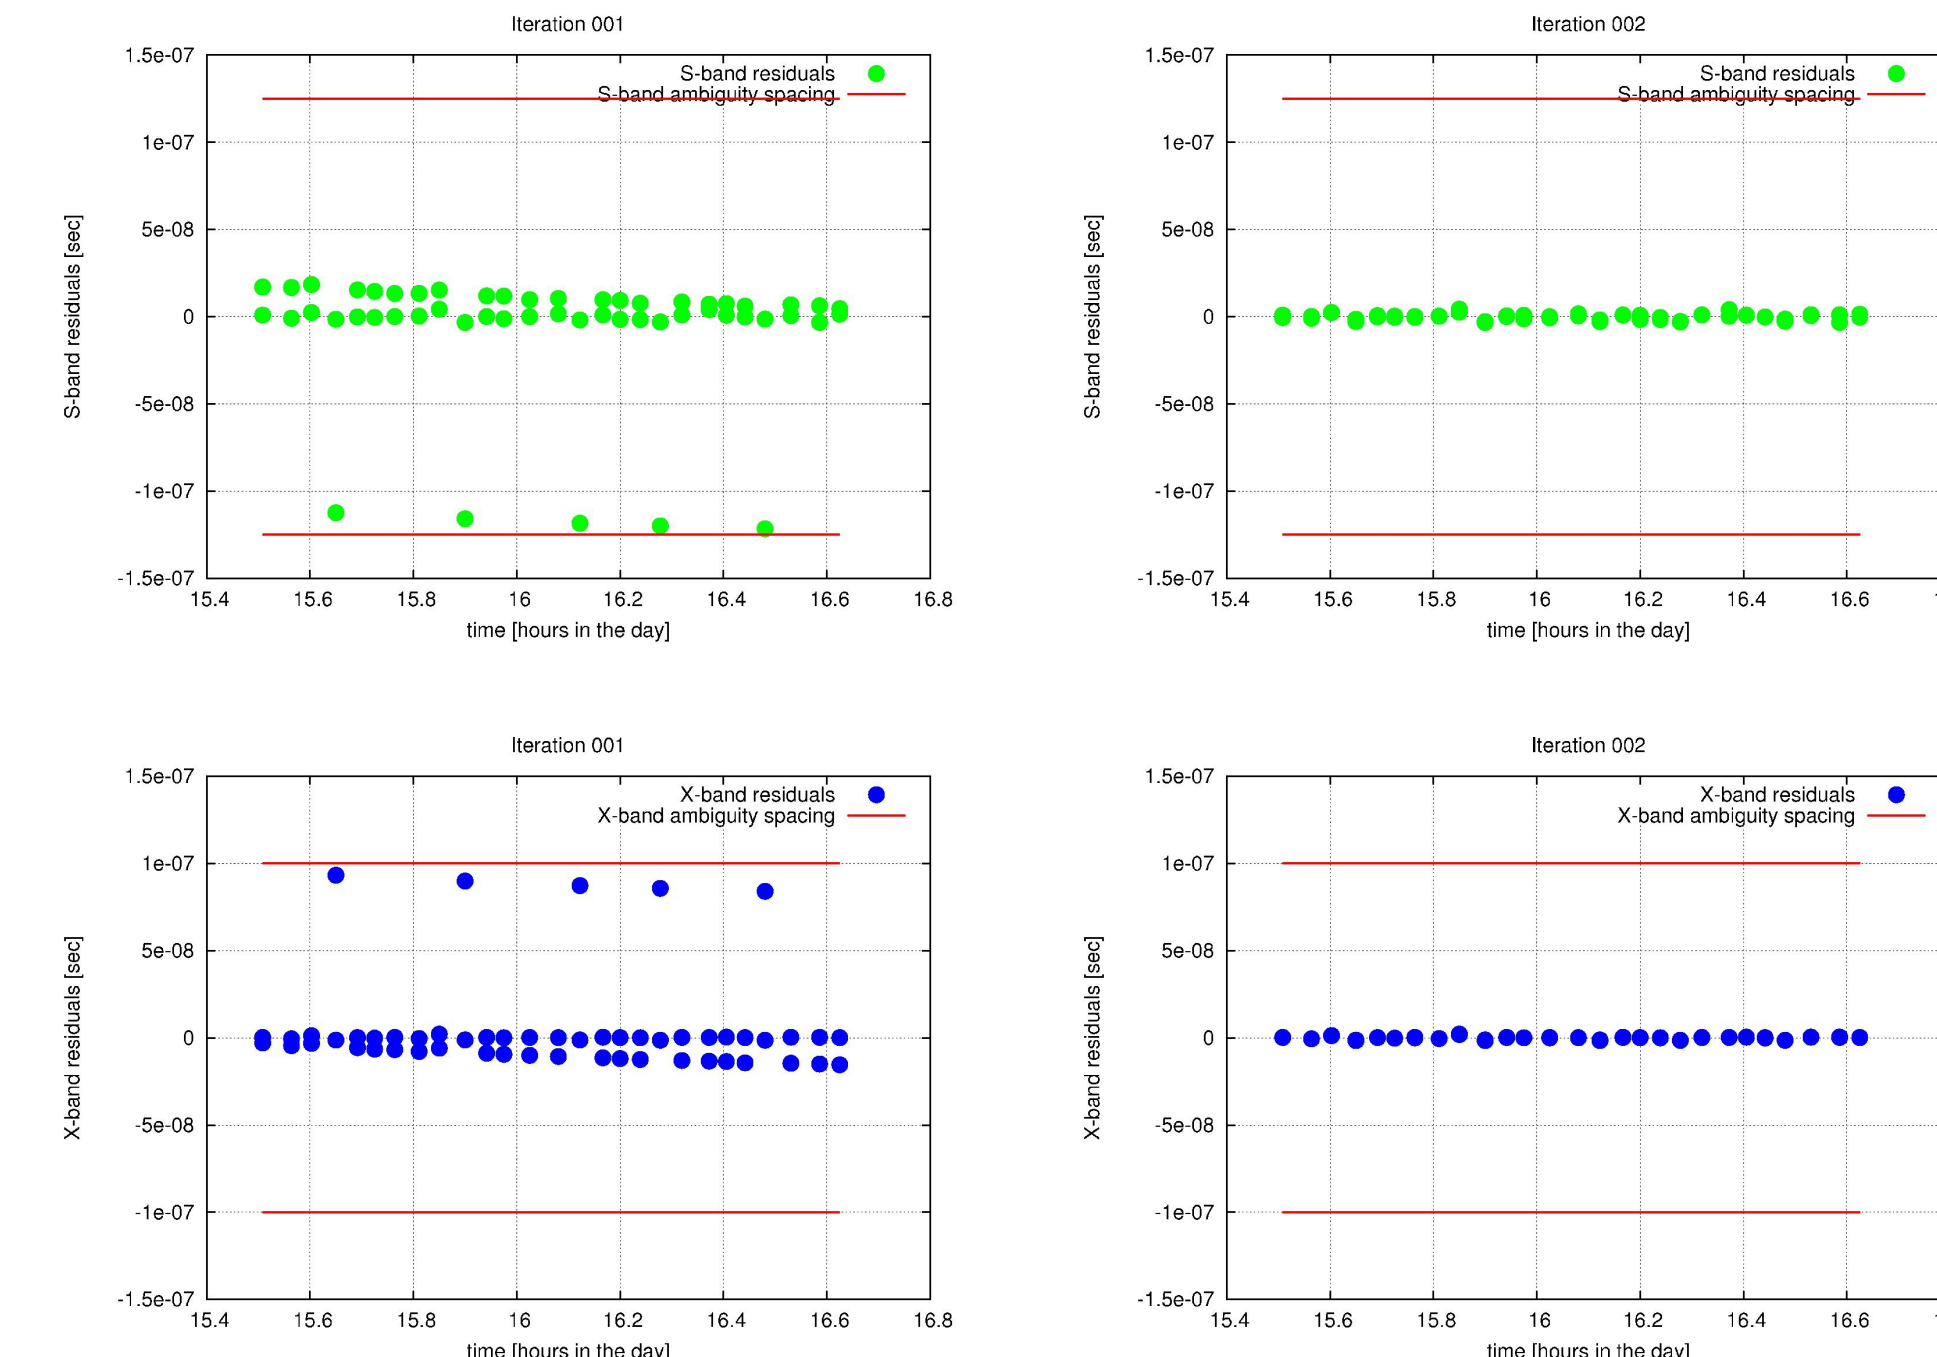 Iteration 001
1.5e-07
1e-07
5e-08
0
-5e-08
-1e-07
-1.5e-07
S-band residuals [sec]
S-band residuals
S-band ambiguity spacing
15.4 15.6 15.8 16 16.2 16.4 16.6 16.8
time [hours in the day]
Iteration 002
1.5e-07
1e-07
5e-08
0
-5e-08
-1e-07
-1.5e-07
S-band residuals [sec]
S-band residuals
S-band ambiguity spacing
15.4 15.6 15.8 16 16.2 16.4 16.6
time [hours in the day]
Iteration 001
1.5e-07
1e-07
5e-08
0
-5e-08
-1e-07
-1.5e-07
X-band residuals [sec]
X-band residuals
X-band ambiguity spacing
15.4 15.6 15.8 16 16.2 16.4 16.6 16.8
time [hours in the day]
Iteration 002
1.5e-07
1e-07
5e-08
0
-5e-08
-1e-07
-1.5e-07
X-band residuals [sec]
X-band residuals
X-band ambiguity spacing
15.4 15.6 15.8 16 16.2 16.4 16.6
time [hours in the day]